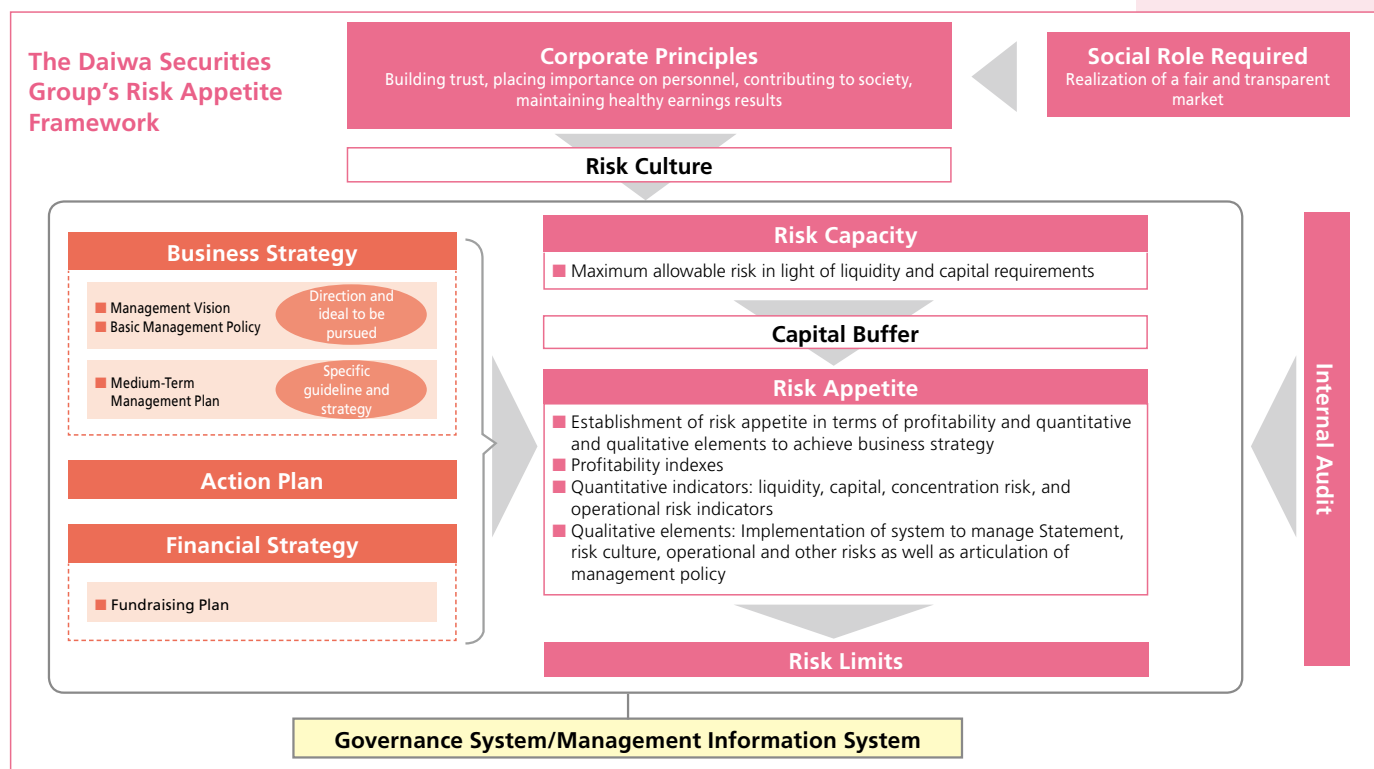 The Daiwa Securities
Group's Risk Appetite
Framework
Corporate Principles
Building trust, placing importance on personnel, contributing to society,
maintaining healthy earnings results
Social Role Required
Realization of a fair and transparent
market
Risk Culture
Business Strategy
■ Management Vision
■ Basic Management Policy
Direction and
ideal to be
pursued
■ Medium-Term
Management Plan
Specific
guideline and
strategy
Action Plan
Financial Strategy
■ Fundraising Plan
Risk Capacity
■ Maximum allowable risk in light of liquidity and capital requirements
Capital Buffer
Risk Appetite
■ Establishment of risk appetite in terms of profitability and quantitative
and qualitative elements to achieve business strategy
■ Profitability indexes
■ Quantitative indicators: liquidity, capital, concentration risk, and
operational risk indicators
■ Qualitative elements: Implementation of system to manage Statement,
risk culture, operational and other risks as well as articulation of
management policy
Risk Limits
Internal Audit
Governance System/Management Information System